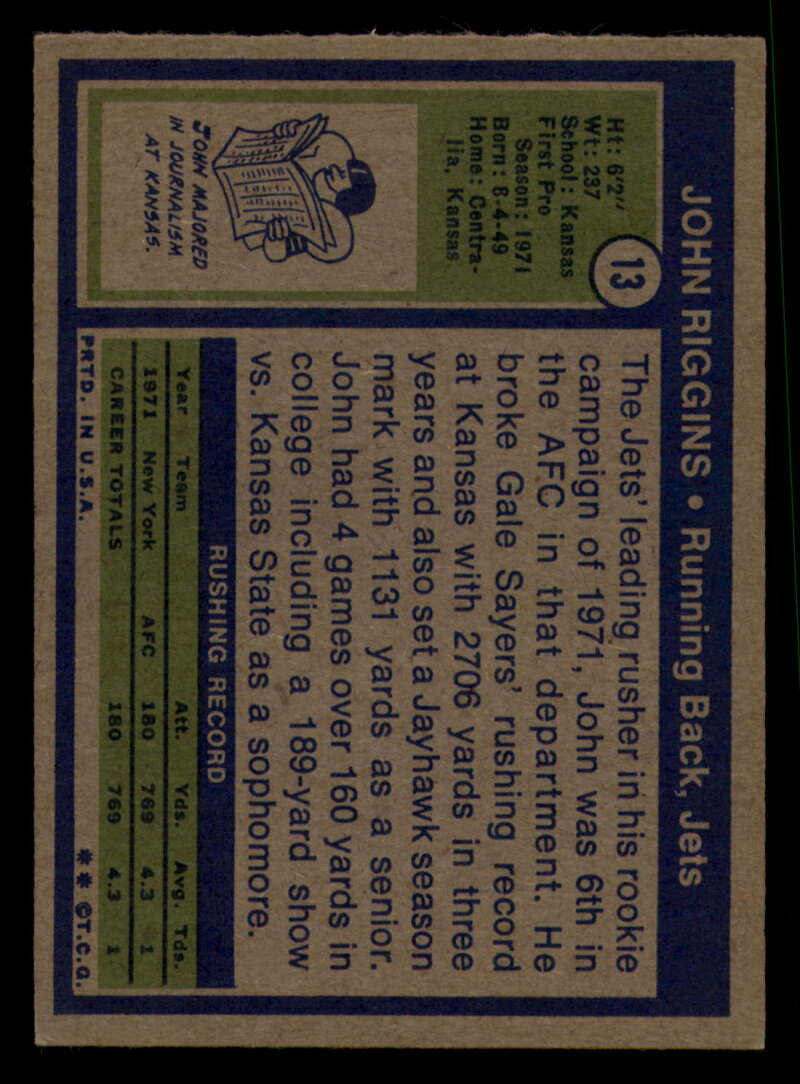 JOHN RIGGINS • Running Back, Jets
13
Ht: 6'2"
Wt: 237
School: Kansas
First Pro
Season: 1971
Born: 8-4-49
Home: Centra-
lia, Kansas
JOHN MAJORED
IN JOURNALISM
AT KANSAS.
The Jets' leading rusher in his rookie
campaign of 1971, John was 6th in
the AFC in that department. He
broke Gale Sayers' rushing record
at Kansas with 2706 yards in three
years and also set a Jayhawk season
mark with 1131 yards as a senior.
John had 4 games over 160 yards in
college including a 189-yard show
vs. Kansas State as a sophomore.
RUSHING RECORD
Year Team Att. Yds. Avg. Tds.
1971 New York AFC 180 769 4.3 1
CAREER TOTALS 180 769 4.3 1
PRTD. IN U.S.A. ** ©T.C.G.